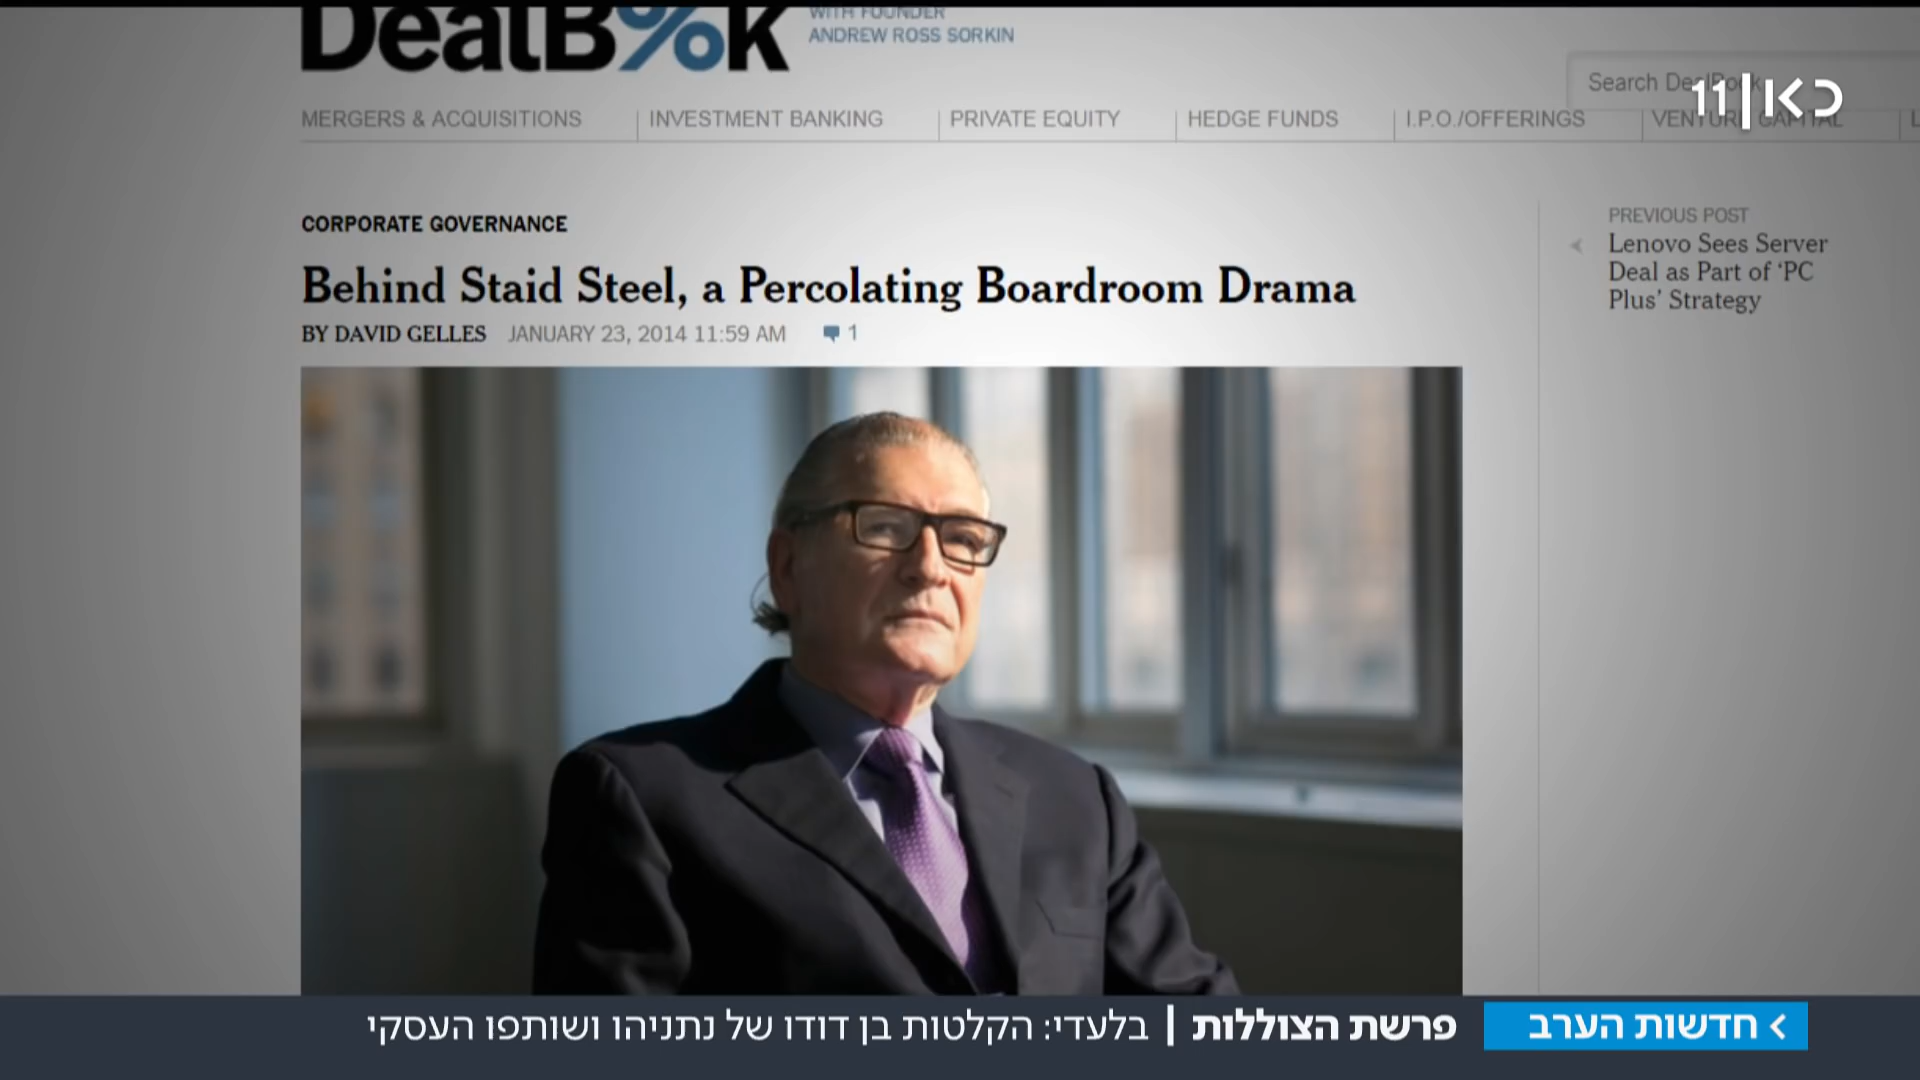 DealB%k
WITH FOUNDER
ANDREW ROSS SORKIN
Search DealBook
כאן 11
MERGERS & ACQUISITIONS
INVESTMENT BANKING
PRIVATE EQUITY
HEDGE FUNDS
I.P.O./OFFERINGS
VENTURE CAPITAL
L
CORPORATE GOVERNANCE
Behind Staid Steel, a Percolating Boardroom Drama
BY DAVID GELLES JANUARY 23, 2014 11:59 AM 1
PREVIOUS POST
Lenovo Sees Server
Deal as Part of ‘PC
Plus’ Strategy
חדשות הערב
פרשת הצוללות | בלעדי: הקלטות בן דודו של נתניהו ושותפו העסקי